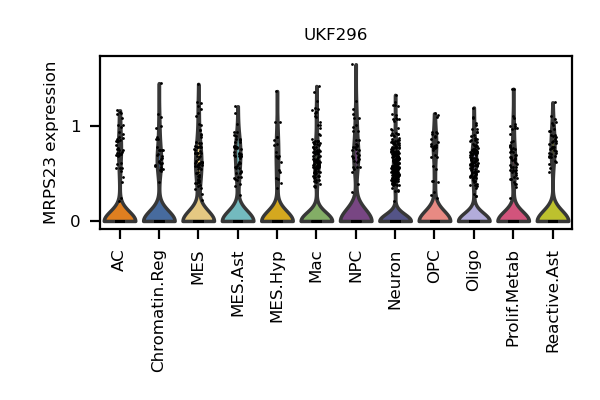 UKF296
MRPS23 expression
1
0
AC
Chromatin.Reg
MES
MES.Ast
MES.Hyp
Mac
NPC
Neuron
OPC
Oligo
Prolif.Metab
Reactive.Ast